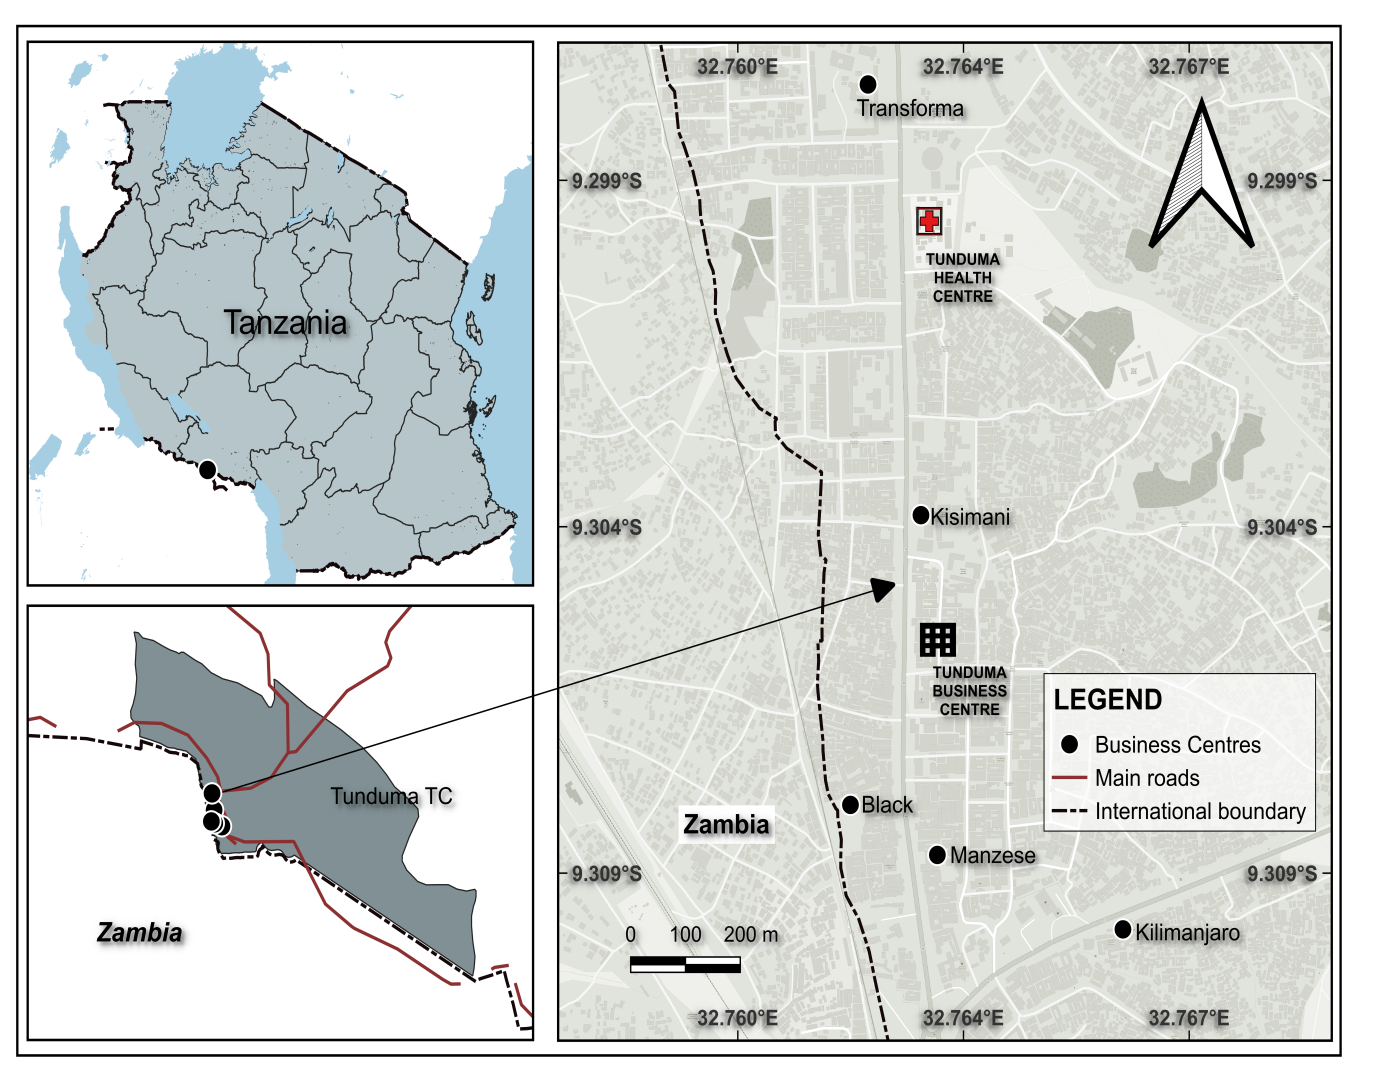 Tanzania
Tunduma TC
Zambia
32.760°E
32.764°E
32.767°E
Transforma
9.299°S
9.299°S
TUNDUMA
HEALTH
CENTRE
Kisimani
9.304°S
9.304°S
TUNDUMA
BUSINESS
CENTRE
Black
Zambia
Manzese
9.309°S
Kilimanjaro
0 100 200 m
32.760°E
32.764°E
32.767°E
LEGEND
Business Centres
Main roads
International boundary
9.309°S